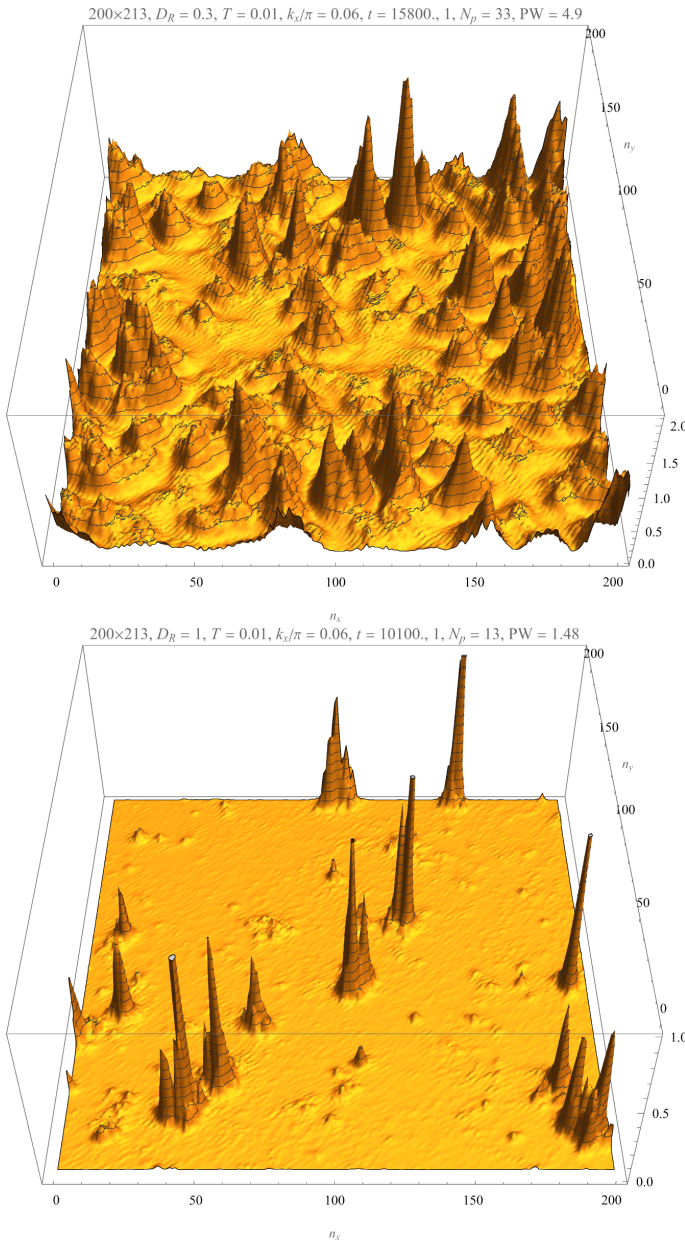 200×213, D_R = 0.3, T = 0.01, k_x/π = 0.06, t = 15800., 1, N_p = 33, PW = 4.9
200
150
n_y
100
50
0
2.0
1.5
1.0
0.5
0.0
0 50 100 150 200
n_x
200×213, D_R = 1, T = 0.01, k_x/π = 0.06, t = 10100., 1, N_p = 13, PW = 1.48
200
150
n_y
100
50
0
1.0
0.5
0.0
0 50 100 150 200
n_x